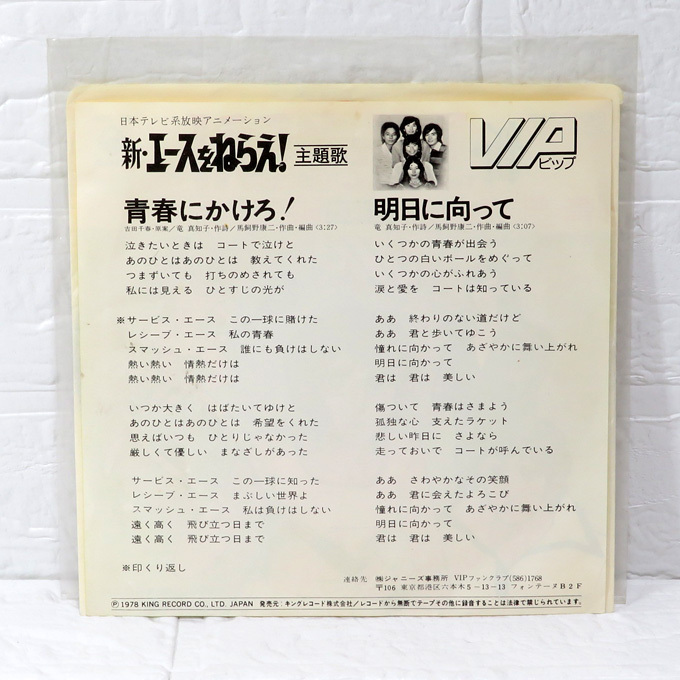 日本テレビ系放映アニメーション
新・エースをねらえ! 主題歌
VIP
ビップ
青春にかけろ!
吉田千春・原案/竜 真知子・作詩/馬飼野康二・作曲・編曲〈3:27〉
泣きたいときは コートで泣けと
あのひとはあのひとは 教えてくれた
つまずいても 打ちのめされても
私には見える ひとすじの光が
※サービス・エース この一球に賭けた
レシーブ・エース 私の青春
スマッシュ・エース 誰にも負けはしない
熱い熱い 情熱だけは
熱い熱い 情熱だけは
いつか大きく はばたいてゆけと
あのひとはあのひとは 希望をくれた
思えばいつも ひとりじゃなかった
厳しくて優しい まなざしがあった
サービス・エース この一球に知った
レシーブ・エース まぶしい世界よ
スマッシュ・エース 私は負けはしない
遠く高く 飛び立つ日まで
遠く高く 飛び立つ日まで
※印くり返し
明日に向って
竜 真知子・作詩/馬飼野康二・作曲・編曲〈3:07〉
いくつかの青春が出会う
ひとつの白いボールをめぐって
いくつかの心がふれあう
涙と愛を コートは知っている
ああ 終わりのない道だけど
ああ 君と歩いてゆこう
憧れに向かって あざやかに舞い上がれ
明日に向かって
君は 君は 美しい
傷ついて 青春はさまよう
孤独な心 支えたラケット
悲しい昨日に さよなら
走っておいで コートが呼んでいる
ああ さわやかなその笑顔
ああ 君に会えたよろこび
憧れに向かって あざやかに舞い上がれ
明日に向かって
君は 君は 美しい
連絡先 ㈱ジャニーズ事務所 VIPファンクラブ(586)1768
〒106 東京都港区六本木5-13-13 フォンテーヌB2F
Ⓟ1978 KING RECORD CO., LTD. JAPAN 発売元:キングレコード株式会社/レコードから無断でテープその他に録音することは法律で禁じられています。